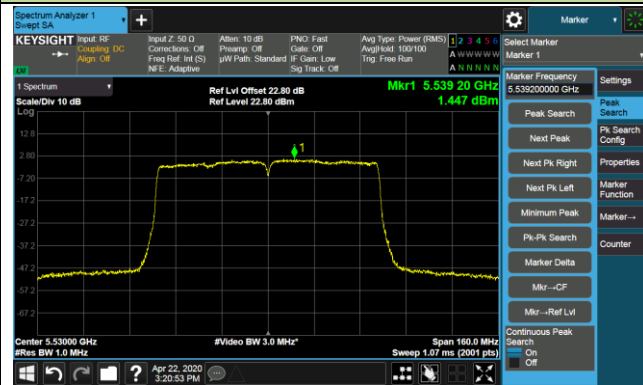 Spectrum Analyzer 1
Swept SA
Marker
KEYSIGHT
Input: RF
Coupling: DC
Align: Off
Input Z: 50 Ω
Corrections: Off
Freq Ref: Int (S)
NFE: Adaptive
Atten: 10 dB
Preamp: Off
µW Path: Standard
PNO: Fast
Gate: Off
IF Gain: Low
Sig Track: Off
Avg Type: Power (RMS)
Avg|Hold: 100/100
Trig: Free Run
1 2 3 4 5 6
A W W W W W
A N N N N N
Select Marker
Marker 1
LXI
1 Spectrum
Scale/Div 10 dB
Log
Ref Lvl Offset 22.80 dB
Ref Level 22.80 dBm
Mkr1 5.539 20 GHz
1.447 dBm
1
12.8
2.80
-7.20
-17.2
-27.2
-37.2
-47.2
-57.2
-67.2
Center 5.53000 GHz
#Res BW 1.0 MHz
#Video BW 3.0 MHz*
Span 160.0 MHz
Sweep 1.07 ms (2001 pts)
Marker Frequency
5.539200000 GHz
Peak Search
Next Peak
Next Pk Right
Next Pk Left
Minimum Peak
Pk-Pk Search
Marker Delta
Mkr→CF
Mkr→Ref Lvl
Continuous Peak
Search
On
Off
Settings
Peak
Search
Pk Search
Config
Properties
Marker
Function
Marker→
Counter
Apr 22, 2020
3:20:53 PM